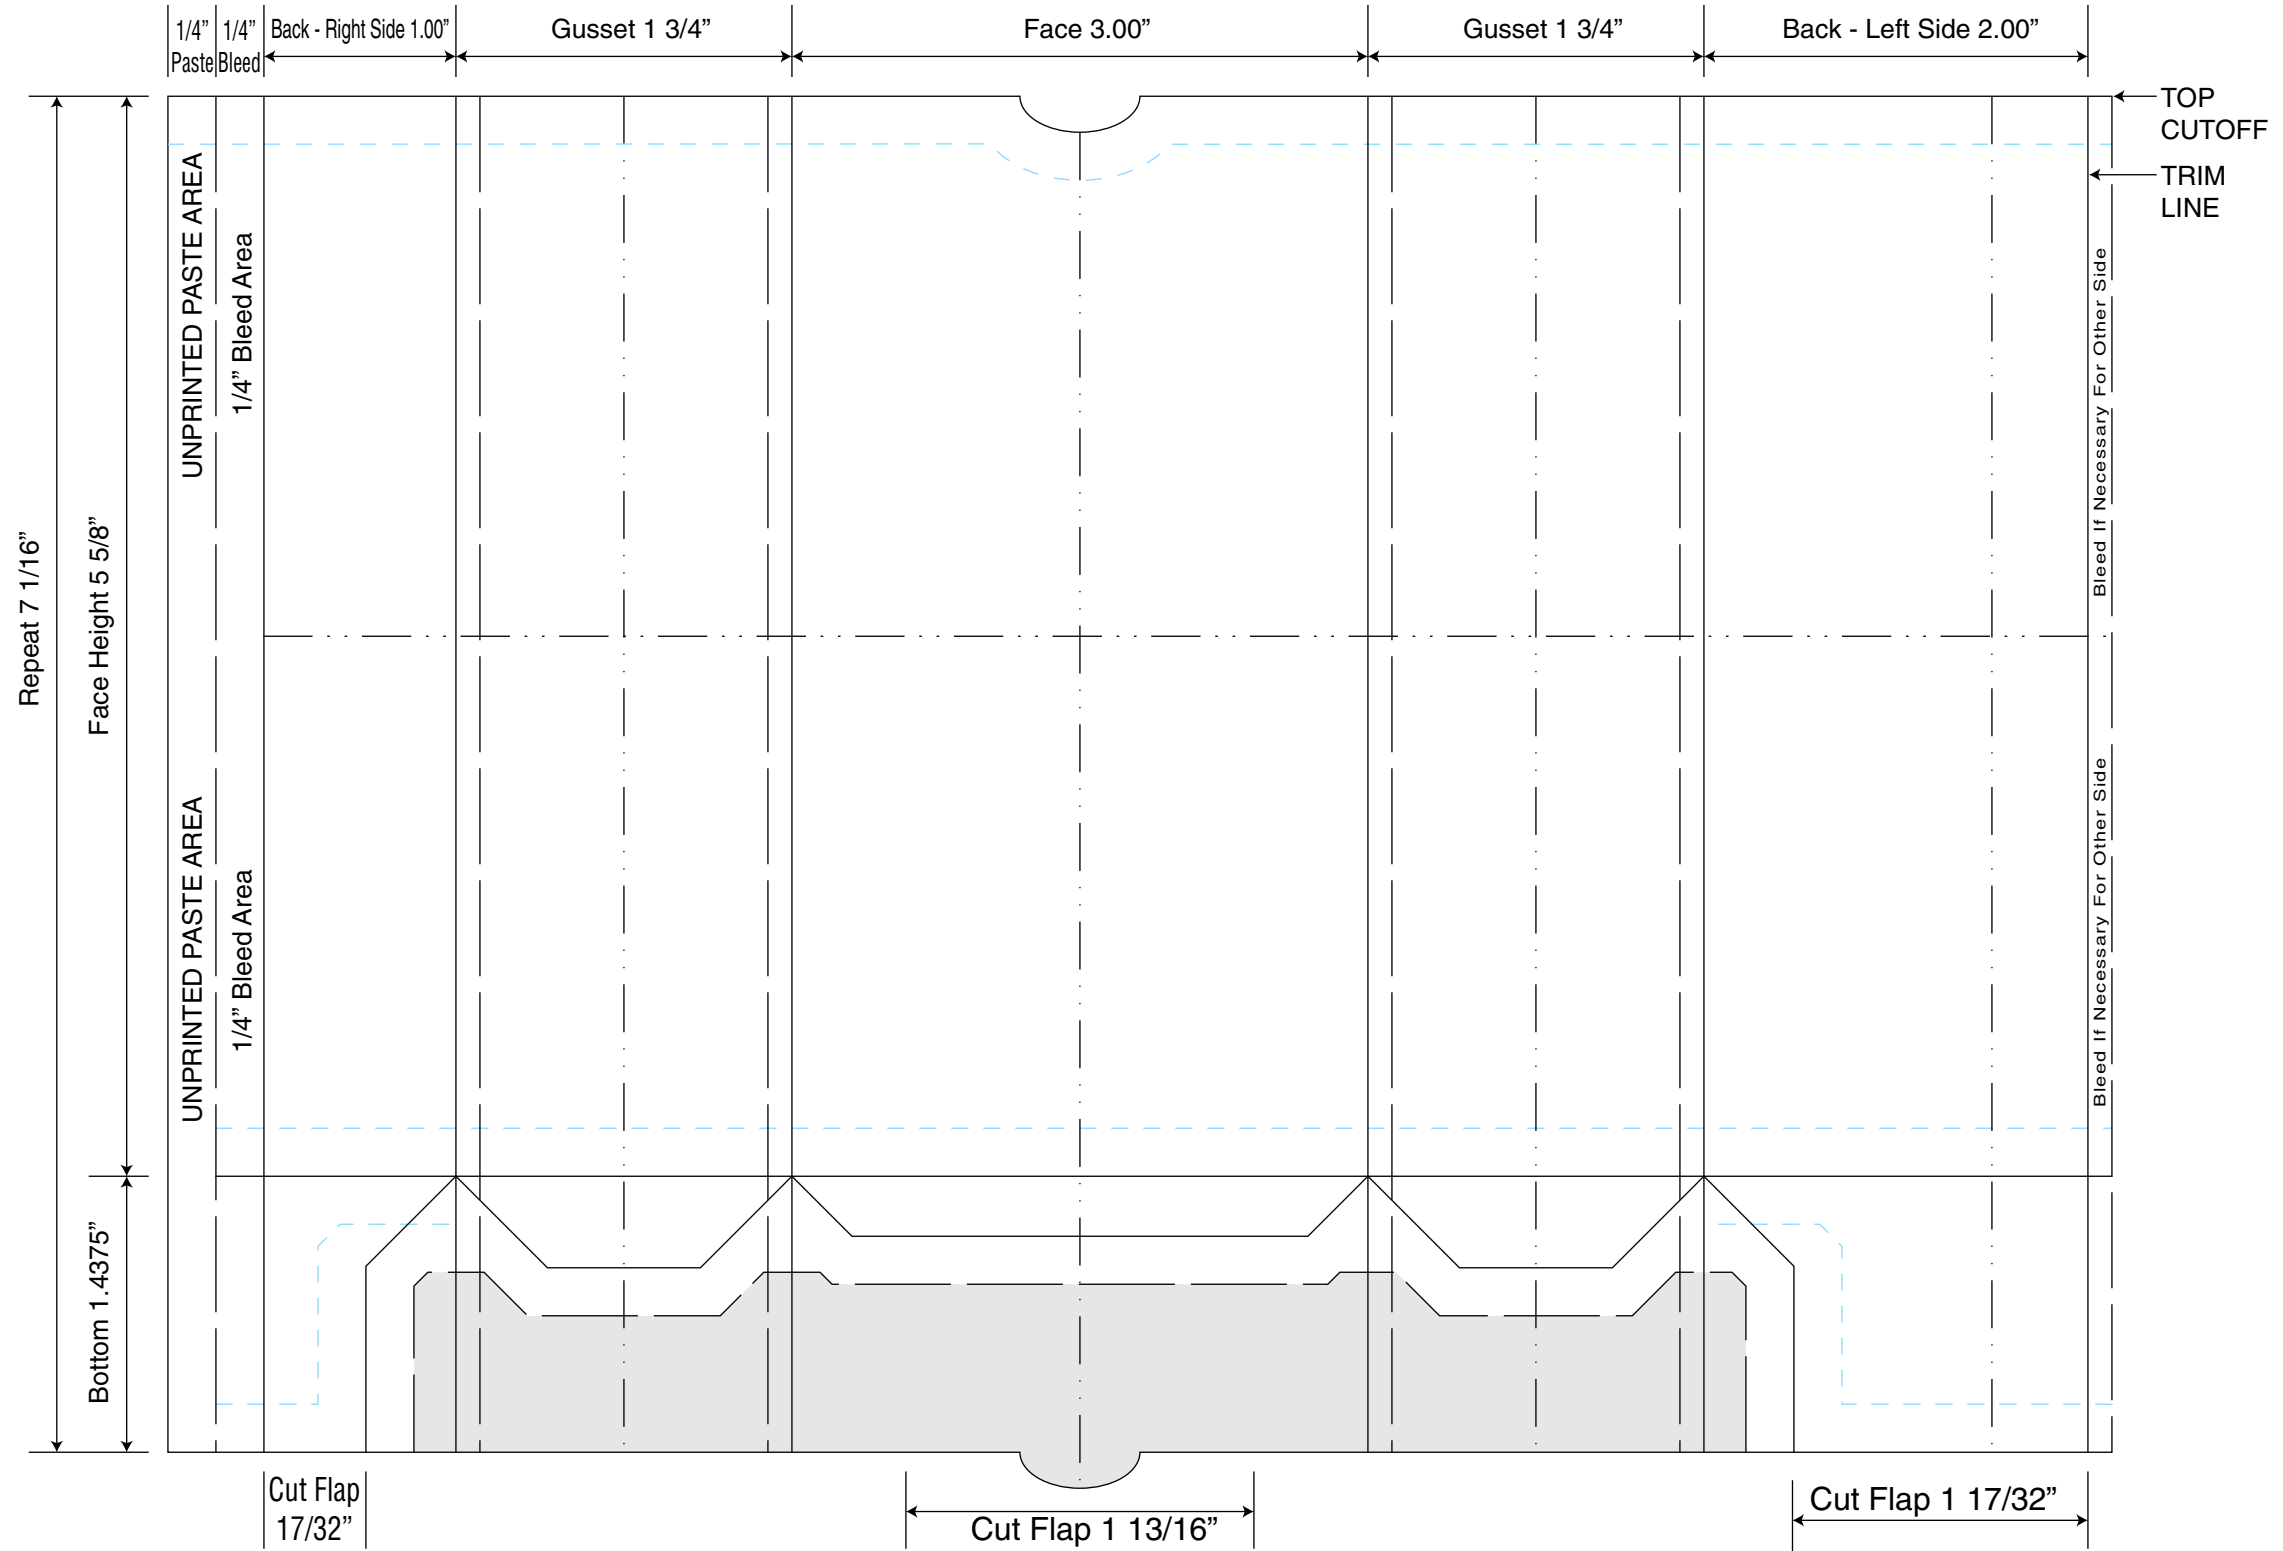 1/4” 1/4” Back - Right Side 1.00” Gusset 1 3/4” Face 3.00” Gusset 1 3/4” Back - Left Side 2.00”
Paste Bleed
TOP
CUTOFF
TRIM
LINE
UNPRINTED PASTE AREA
1/4” Bleed Area
Bleed If Necessary For Other Side
Repeat 7 1/16”
Face Height 5 5/8”
UNPRINTED PASTE AREA
1/4” Bleed Area
Bleed If Necessary For Other Side
Bottom 1.4375”
Cut Flap
17/32”
Cut Flap 1 13/16”
Cut Flap 1 17/32”